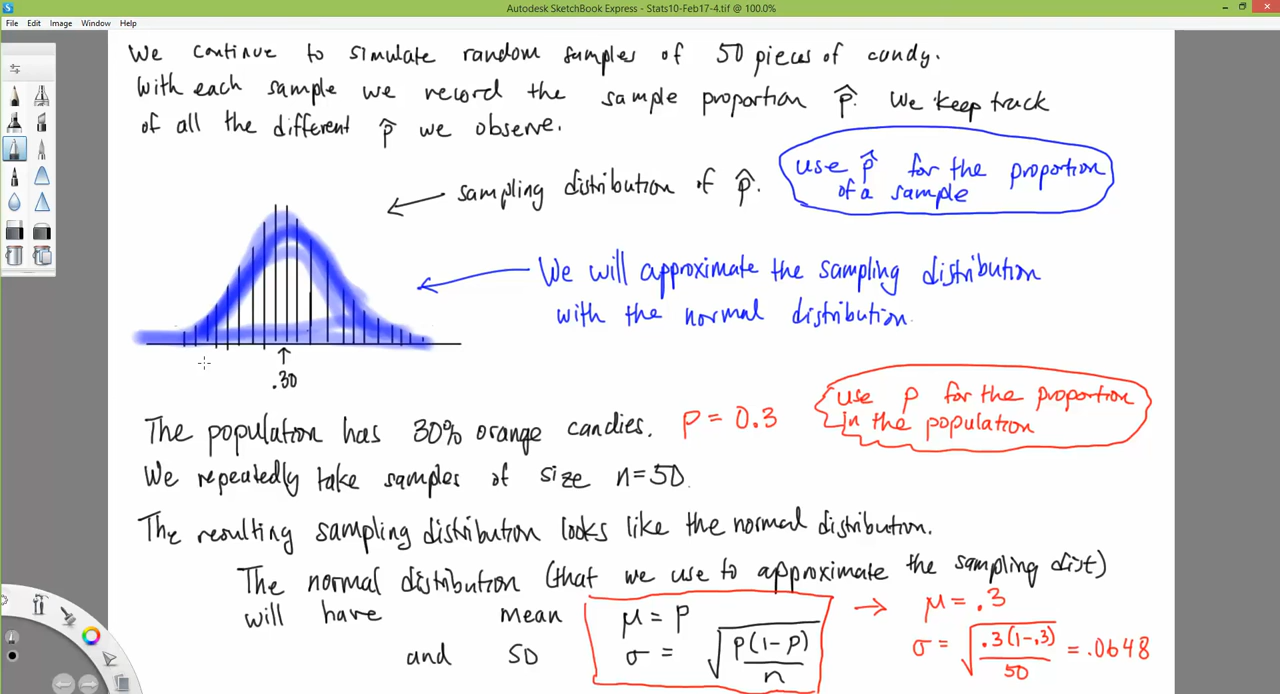 Autodesk SketchBook Express - Stats10-Feb17-4.tif @ 100.0%
File Edit Image Window Help
We continue to simulate random samples of 50 pieces of candy.
With each sample we record the sample proportion p̂. We keep track
of all the different p̂ we observe.
sampling distribution of p̂.
use p̂ for the proportion
of a sample
We will approximate the sampling distribution
with the normal distribution.
.30
The population has 30% orange candies. p = 0.3
use p for the proportion
in the population
We repeatedly take samples of size n=50.
The resulting sampling distribution looks like the normal distribution.
The normal distribution (that we use to approximate the sampling dist)
will have mean μ = p → μ = .3
and SD σ = √(p(1-p)/n) σ = √(.3(1-.3)/50) = .0648